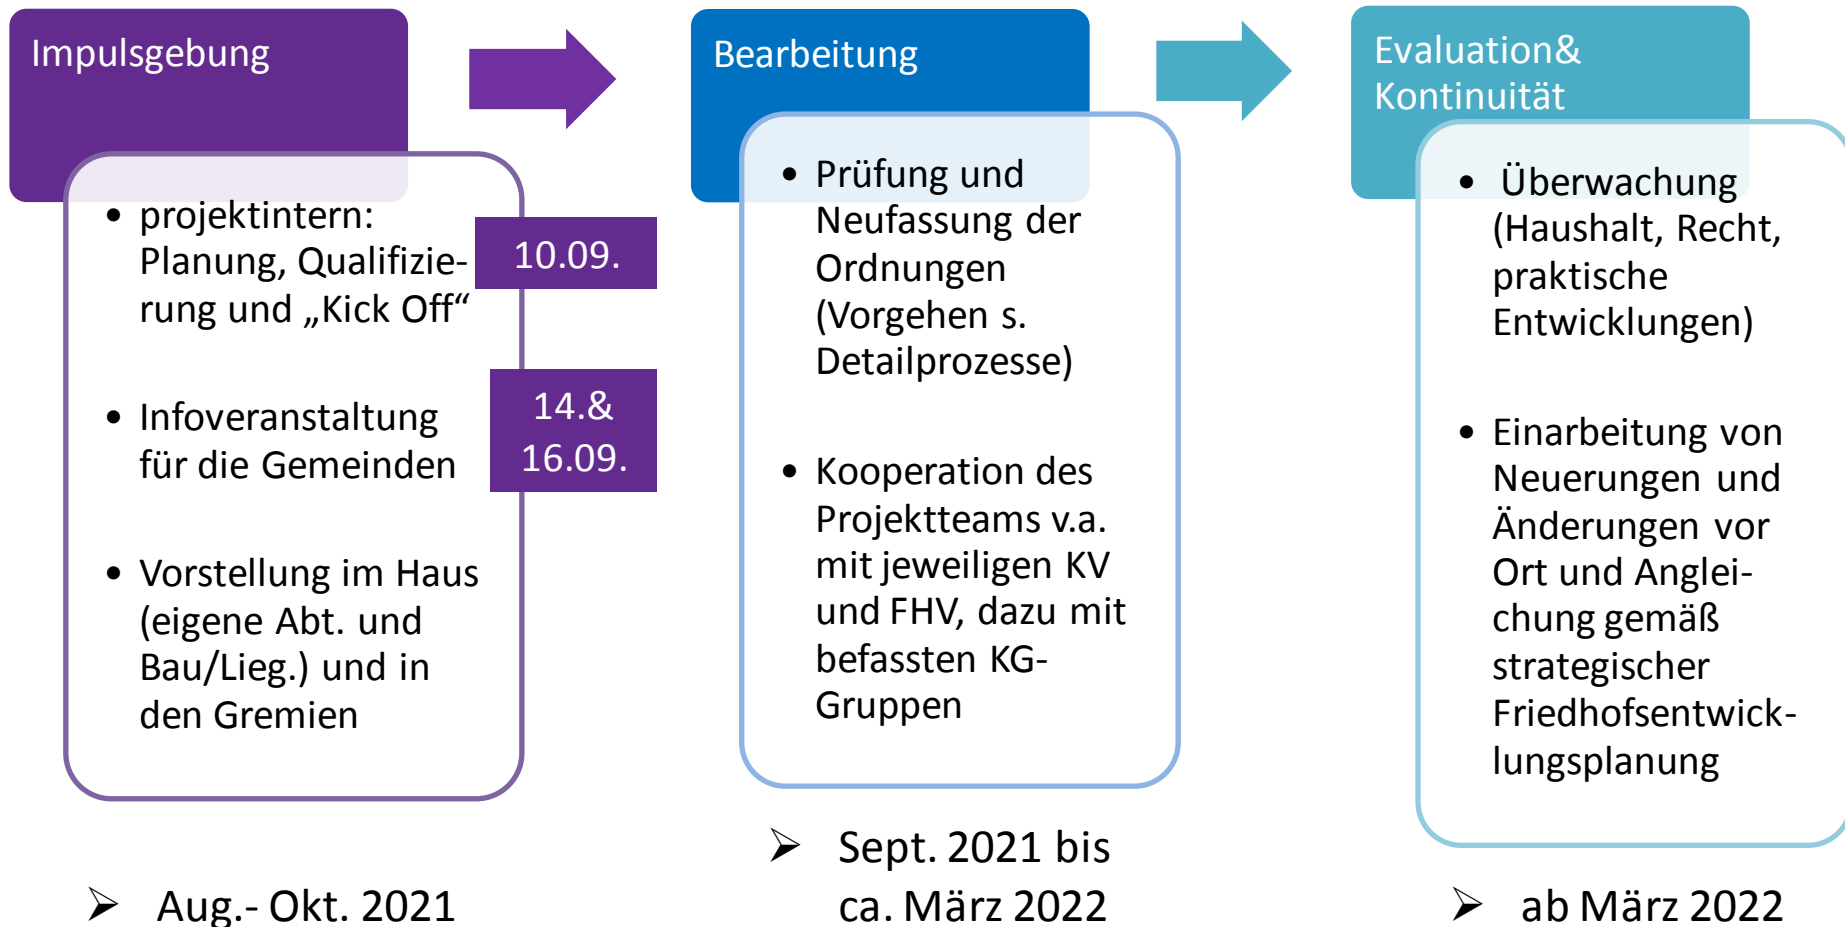 Impulsgebung
• projektintern:
Planung, Qualifizie-
rung und „Kick Off“
10.09.
• Infoveranstaltung
für die Gemeinden
14.&
16.09.
• Vorstellung im Haus
(eigene Abt. und
Bau/Lieg.) und in
den Gremien
➢ Aug.- Okt. 2021
Bearbeitung
• Prüfung und
Neufassung der
Ordnungen
(Vorgehen s.
Detailprozesse)
• Kooperation des
Projektteams v.a.
mit jeweiligen KV
und FHV, dazu mit
befassten KG-
Gruppen
➢ Sept. 2021 bis
ca. März 2022
Evaluation&
Kontinuität
• Überwachung
(Haushalt, Recht,
praktische
Entwicklungen)
• Einarbeitung von
Neuerungen und
Änderungen vor
Ort und Anglei-
chung gemäß
strategischer
Friedhofsentwick-
lungsplanung
➢ ab März 2022